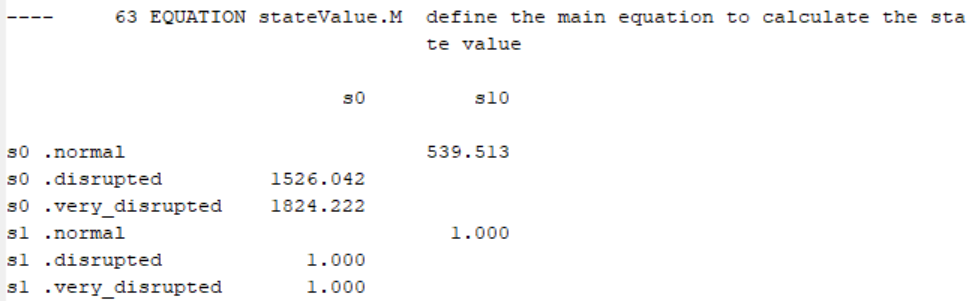 ----     63 EQUATION stateValue.M  define the main equation to calculate the sta
te value
s0 s10
s0 .normal 539.513
s0 .disrupted 1526.042
s0 .very_disrupted 1824.222
s1 .normal 1.000
s1 .disrupted 1.000
s1 .very_disrupted 1.000